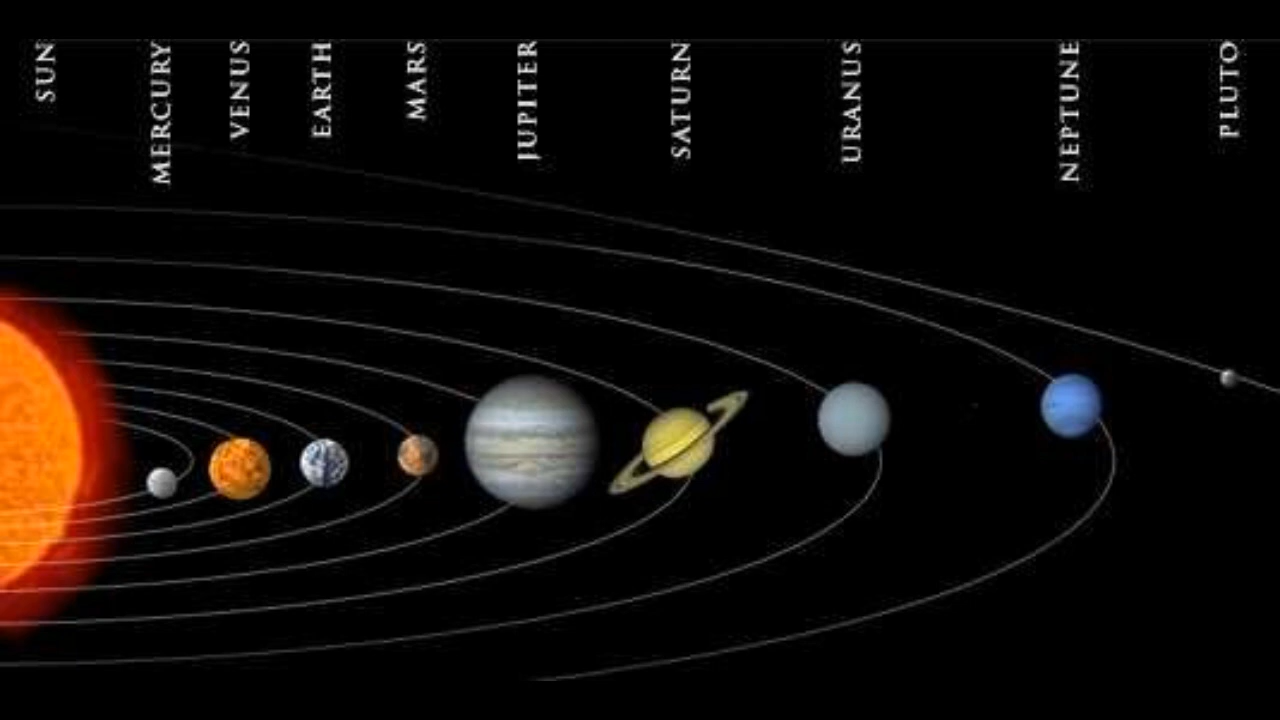 SUN
MERCURY
VENUS
EARTH
MARS
JUPITER
SATURN
URANUS
NEPTUNE
PLUTO